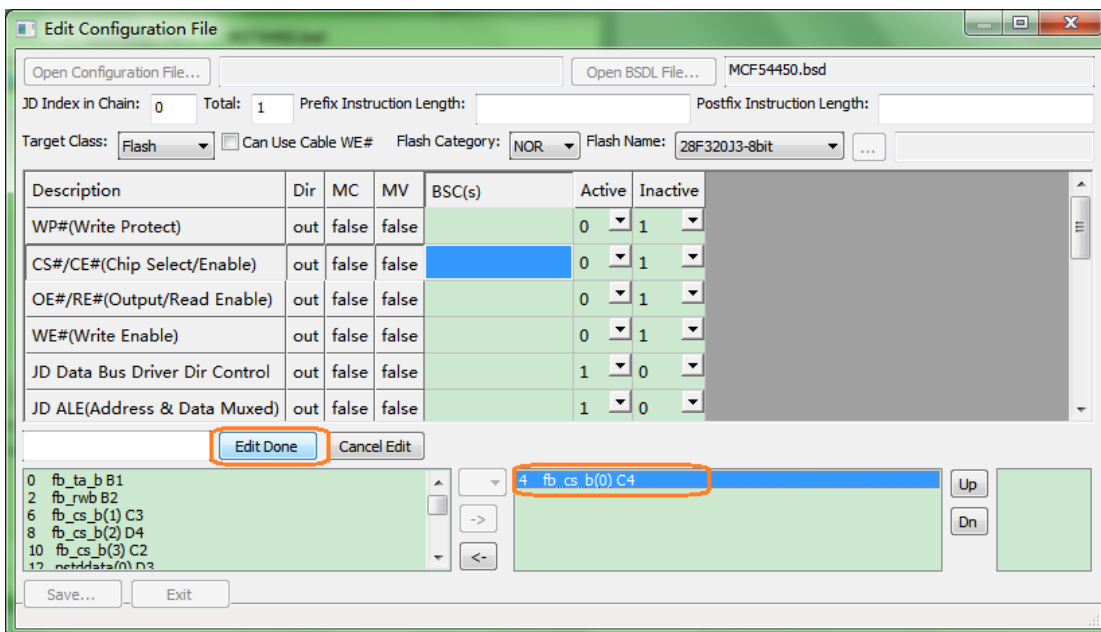 Edit Configuration File
Open Configuration File... Open BSDL File... MCF54450.bsd
JD Index in Chain: 0 Total: 1 Prefix Instruction Length: Postfix Instruction Length:
Target Class: Flash Can Use Cable WE# Flash Category: NOR Flash Name: 28F320J3-8bit ...
Description Dir MC MV BSC(s) Active Inactive
WP#(Write Protect) out false false 0 1
CS#/CE#(Chip Select/Enable) out false false 0 1
OE#/RE#(Output/Read Enable) out false false 0 1
WE#(Write Enable) out false false 0 1
JD Data Bus Driver Dir Control out false false 1 0
JD ALE(Address & Data Muxed) out false false 1 0
Edit Done Cancel Edit
0 fb_ta_b B1
2 fb_rwb B2
6 fb_cs_b(1) C3
8 fb_cs_b(2) D4
10 fb_cs_b(3) C2
12 pstddata(0) D3
->
<-
4 fb_cs_b(0) C4
Up
Dn
Save... Exit